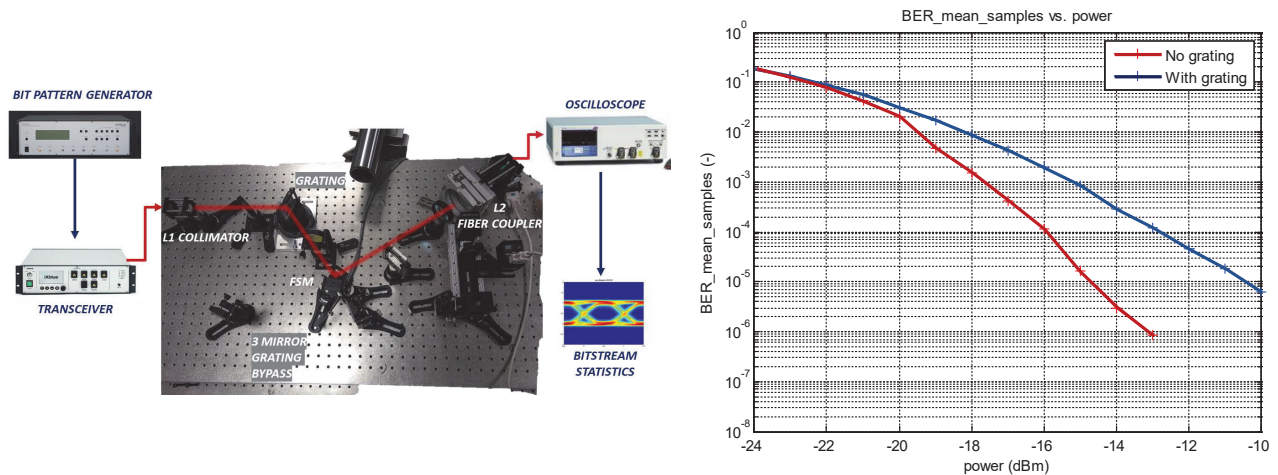 BIT PATTERN GENERATOR
TRANSCEIVER
L1 COLLIMATOR
GRATING
FSM
3 MIRROR
GRATING
BYPASS
L2
FIBER COUPLER
OSCILLOSCOPE
BITSTREAM
STATISTICS
BER_mean_samples vs. power
No grating
With grating
BER_mean_samples (-)
10^0
10^-1
10^-2
10^-3
10^-4
10^-5
10^-6
10^-7
10^-8
-24
-22
-20
-18
-16
-14
-12
-10
power (dBm)